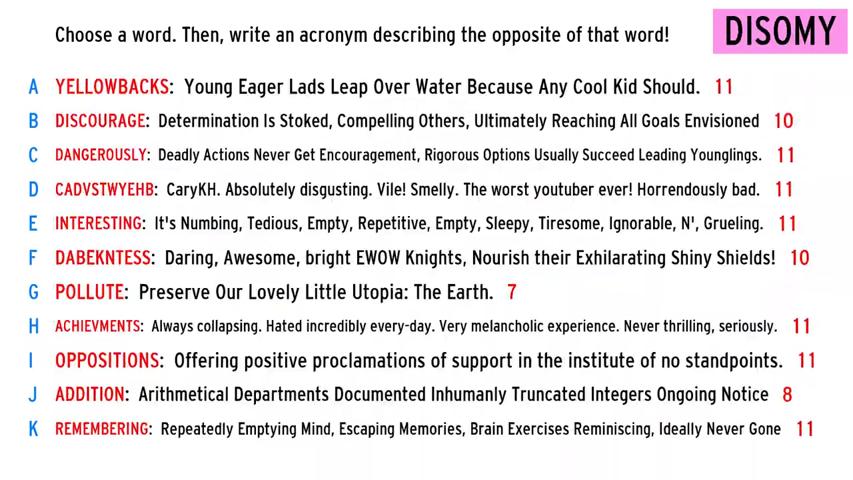 Choose a word. Then, write an acronym describing the opposite of that word!
DISOMY
A YELLOWBACKS: Young Eager Lads Leap Over Water Because Any Cool Kid Should. 11
B DISCOURAGE: Determination Is Stoked, Compelling Others, Ultimately Reaching All Goals Envisioned 10
C DANGEROUSLY: Deadly Actions Never Get Encouragement, Rigorous Options Usually Succeed Leading Younglings. 11
D CADVSTWYEHB: CaryKH. Absolutely disgusting. Vile! Smelly. The worst youtuber ever! Horrendously bad. 11
E INTERESTING: It's Numbing, Tedious, Empty, Repetitive, Empty, Sleepy, Tiresome, Ignorable, N', Grueling. 11
F DABEKNTESS: Daring, Awesome, bright EWOW Knights, Nourish their Exhilarating Shiny Shields! 10
G POLLUTE: Preserve Our Lovely Little Utopia: The Earth. 7
H ACHIEVMENTS: Always collapsing. Hated incredibly every-day. Very melancholic experience. Never thrilling, seriously. 11
I OPPOSITIONS: Offering positive proclamations of support in the institute of no standpoints. 11
J ADDITION: Arithmetical Departments Documented Inhumanly Truncated Integers Ongoing Notice 8
K REMEMBERING: Repeatedly Emptying Mind, Escaping Memories, Brain Exercises Reminiscing, Ideally Never Gone 11